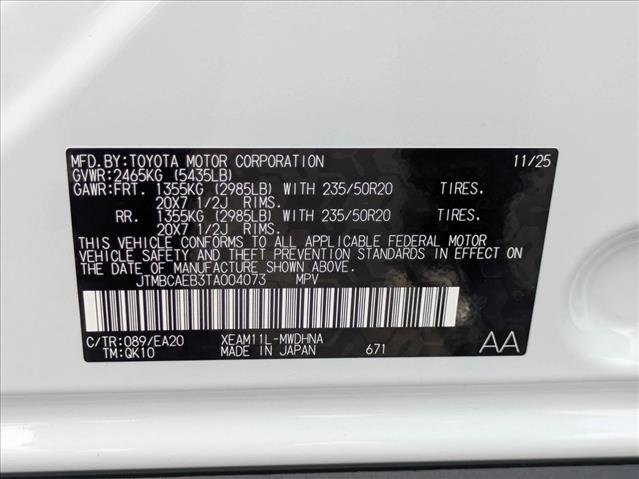 MFD.BY:TOYOTA MOTOR CORPORATION 11/25
GVWR:2465KG (5435LB)
GAWR:FRT. 1355KG (2985LB) WITH 235/50R20 TIRES.
20X7 1/2J RIMS.
RR. 1355KG (2985LB) WITH 235/50R20 TIRES.
20X7 1/2J RIMS.
THIS VEHICLE CONFORMS TO ALL APPLICABLE FEDERAL MOTOR
VEHICLE SAFETY AND THEFT PREVENTION STANDARDS IN EFFECT ON
THE DATE OF MANUFACTURE SHOWN ABOVE.
JTMBCAEB3TA004073 MPV
C/TR:089/EA20 XEAM11L-MWDHNA
TM:QK10 MADE IN JAPAN 671 AA